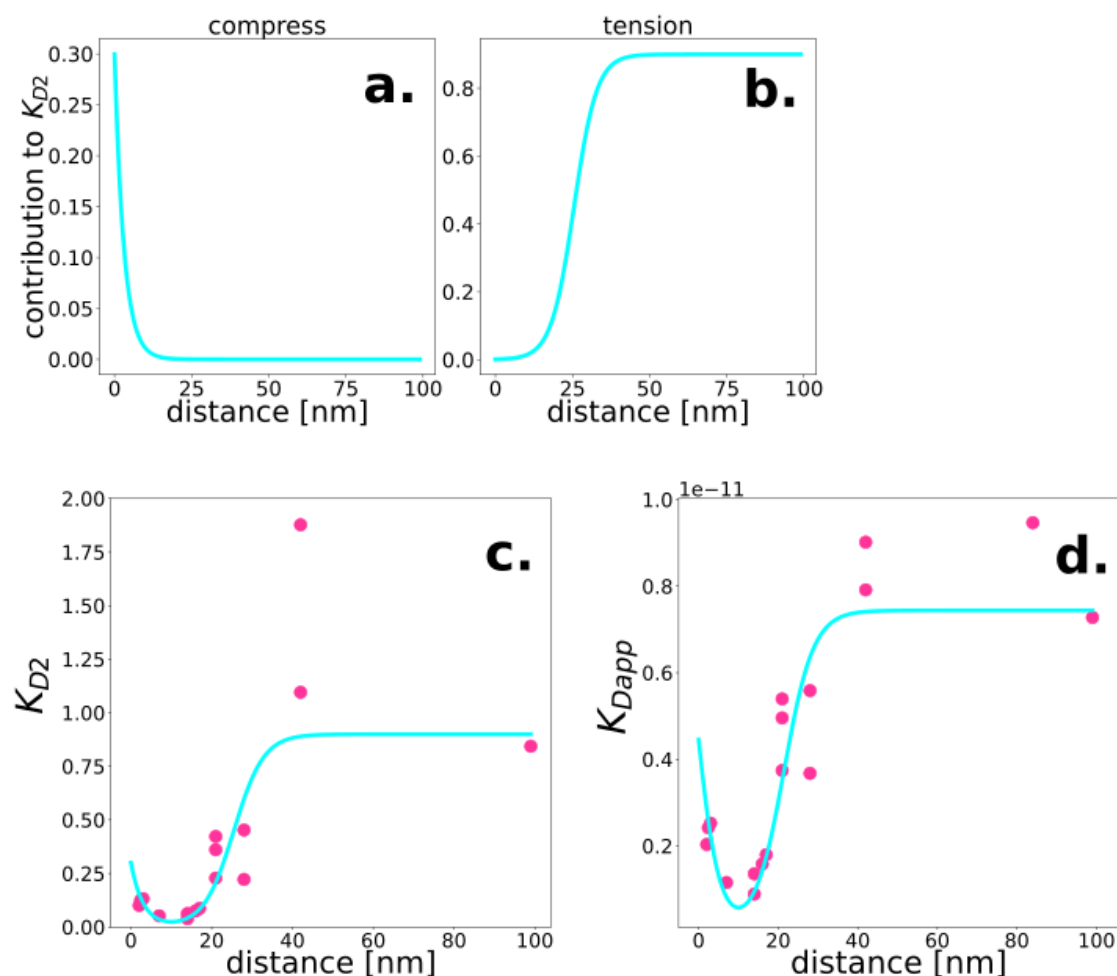 compress
tension
a.
b.
contribution to K_D2
0.30
0.25
0.20
0.15
0.10
0.05
0.00
0.8
0.6
0.4
0.2
0.0
0 25 50 75 100
0 25 50 75 100
distance [nm]
distance [nm]
c.
K_D2
2.00
1.75
1.50
1.25
1.00
0.75
0.50
0.25
0.00
0 20 40 60 80 100
distance [nm]
1e−11
d.
K_Dapp
1.0
0.8
0.6
0.4
0.2
0 20 40 60 80 100
distance [nm]